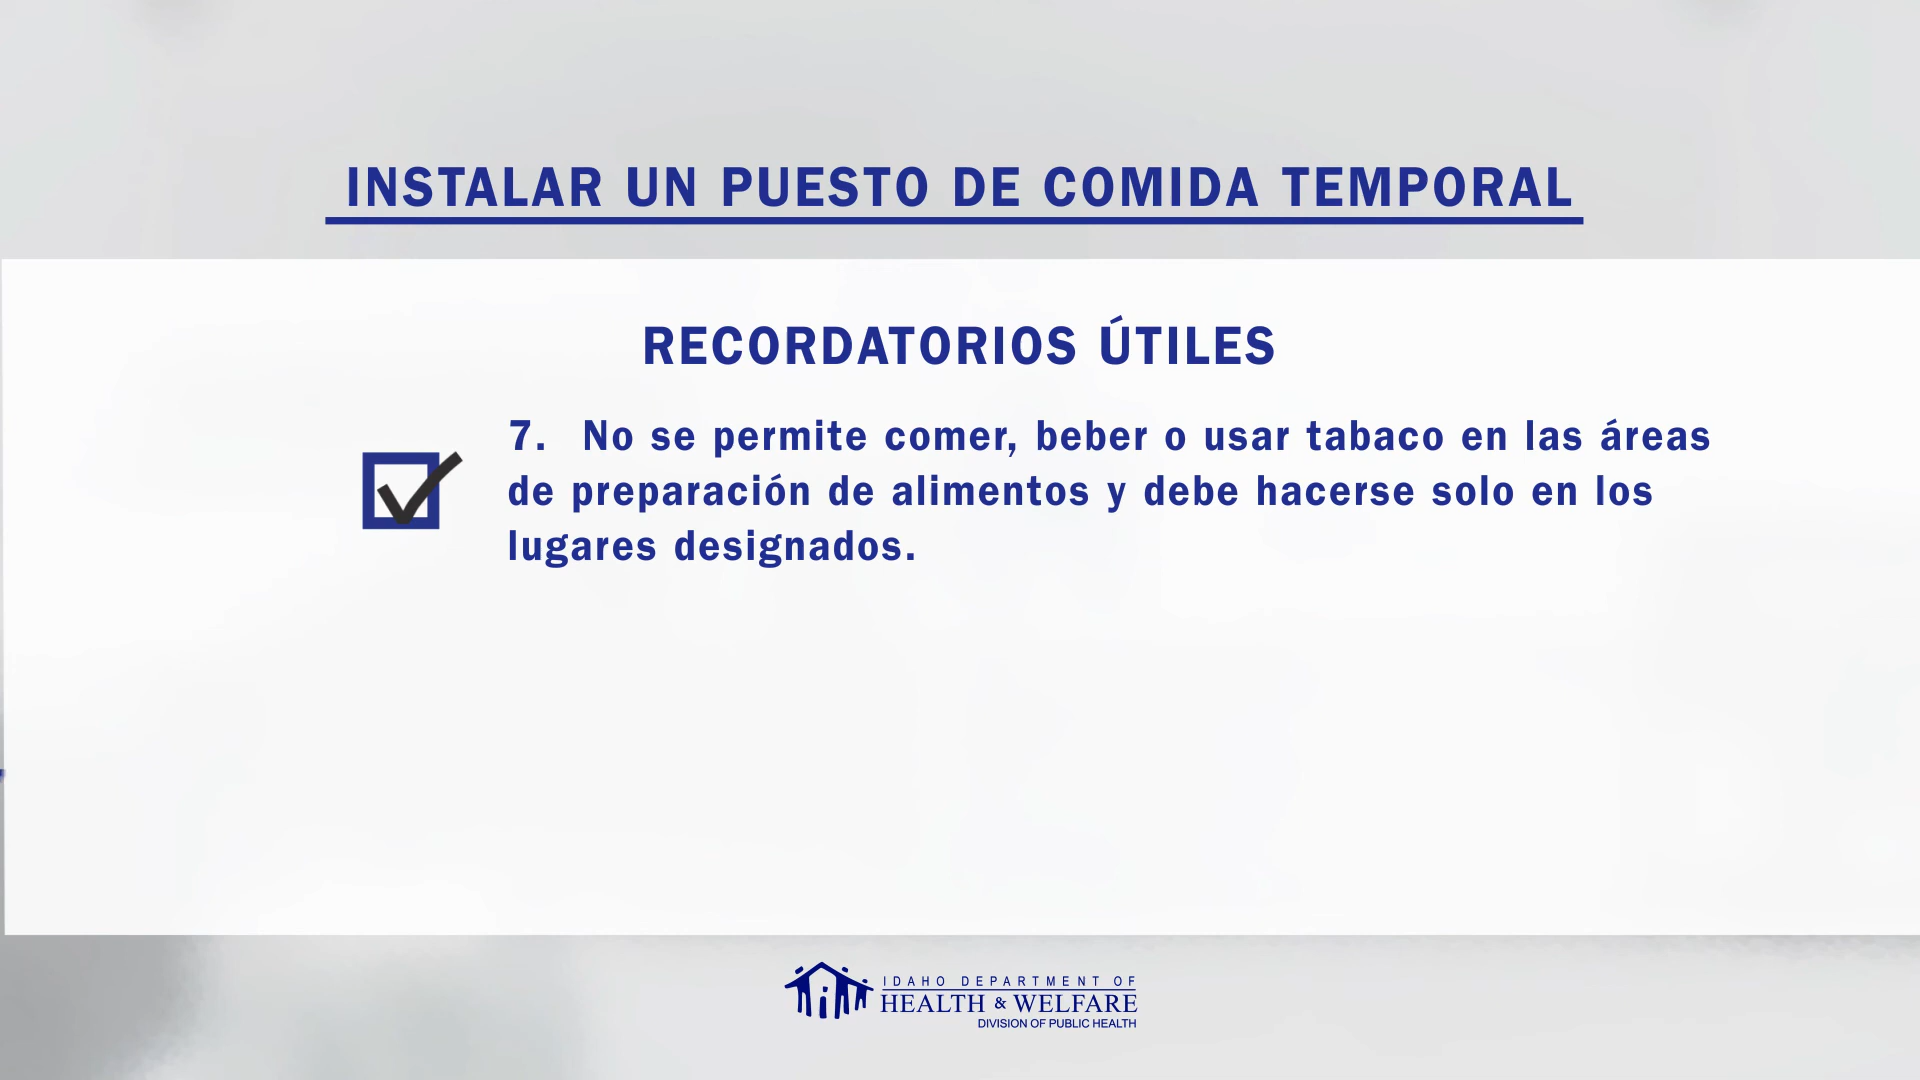 INSTALAR UN PUESTO DE COMIDA TEMPORAL
RECORDATORIOS ÚTILES
7. No se permite comer, beber o usar tabaco en las áreas
de preparación de alimentos y debe hacerse solo en los
lugares designados.
IDAHO DEPARTMENT OF
HEALTH & WELFARE
DIVISION OF PUBLIC HEALTH